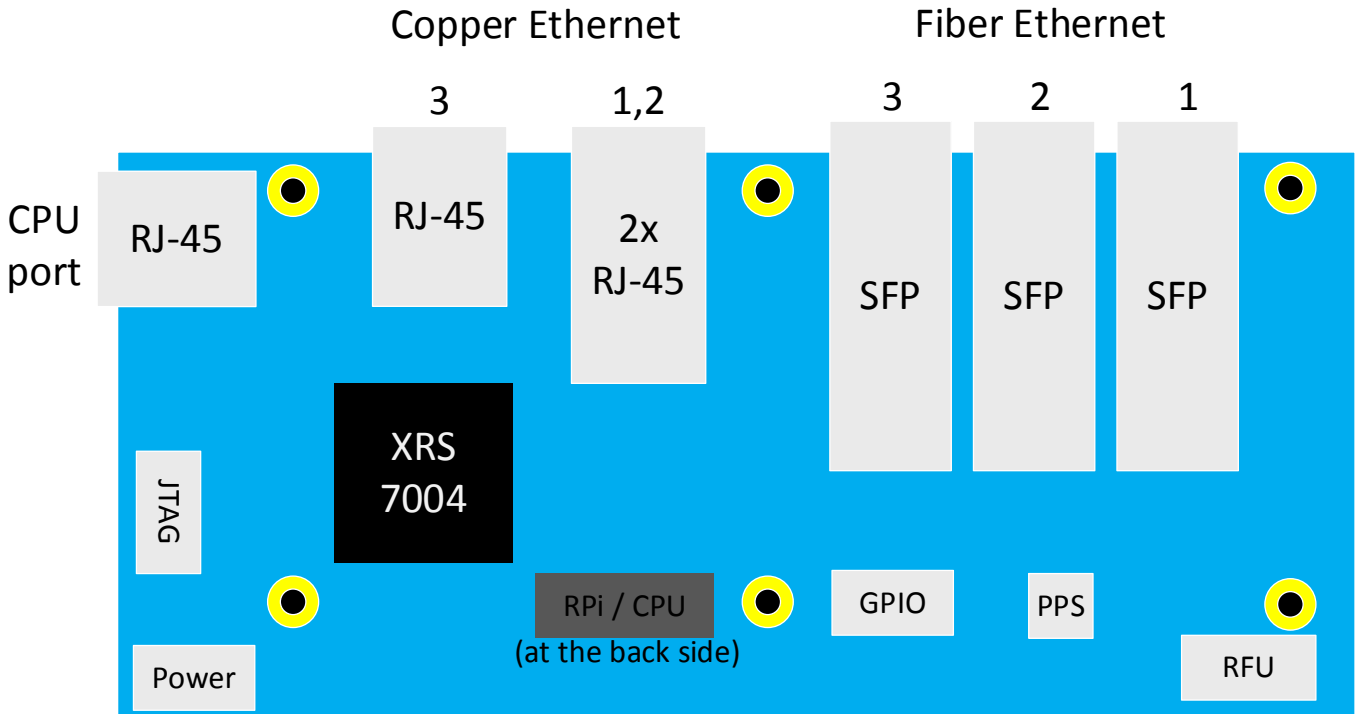 Copper Ethernet
Fiber Ethernet
3
1,2
3
2
1
CPU
port
RJ-45
RJ-45
2x
RJ-45
SFP
SFP
SFP
XRS
7004
JTAG
RPi / CPU
(at the back side)
GPIO
PPS
Power
RFU